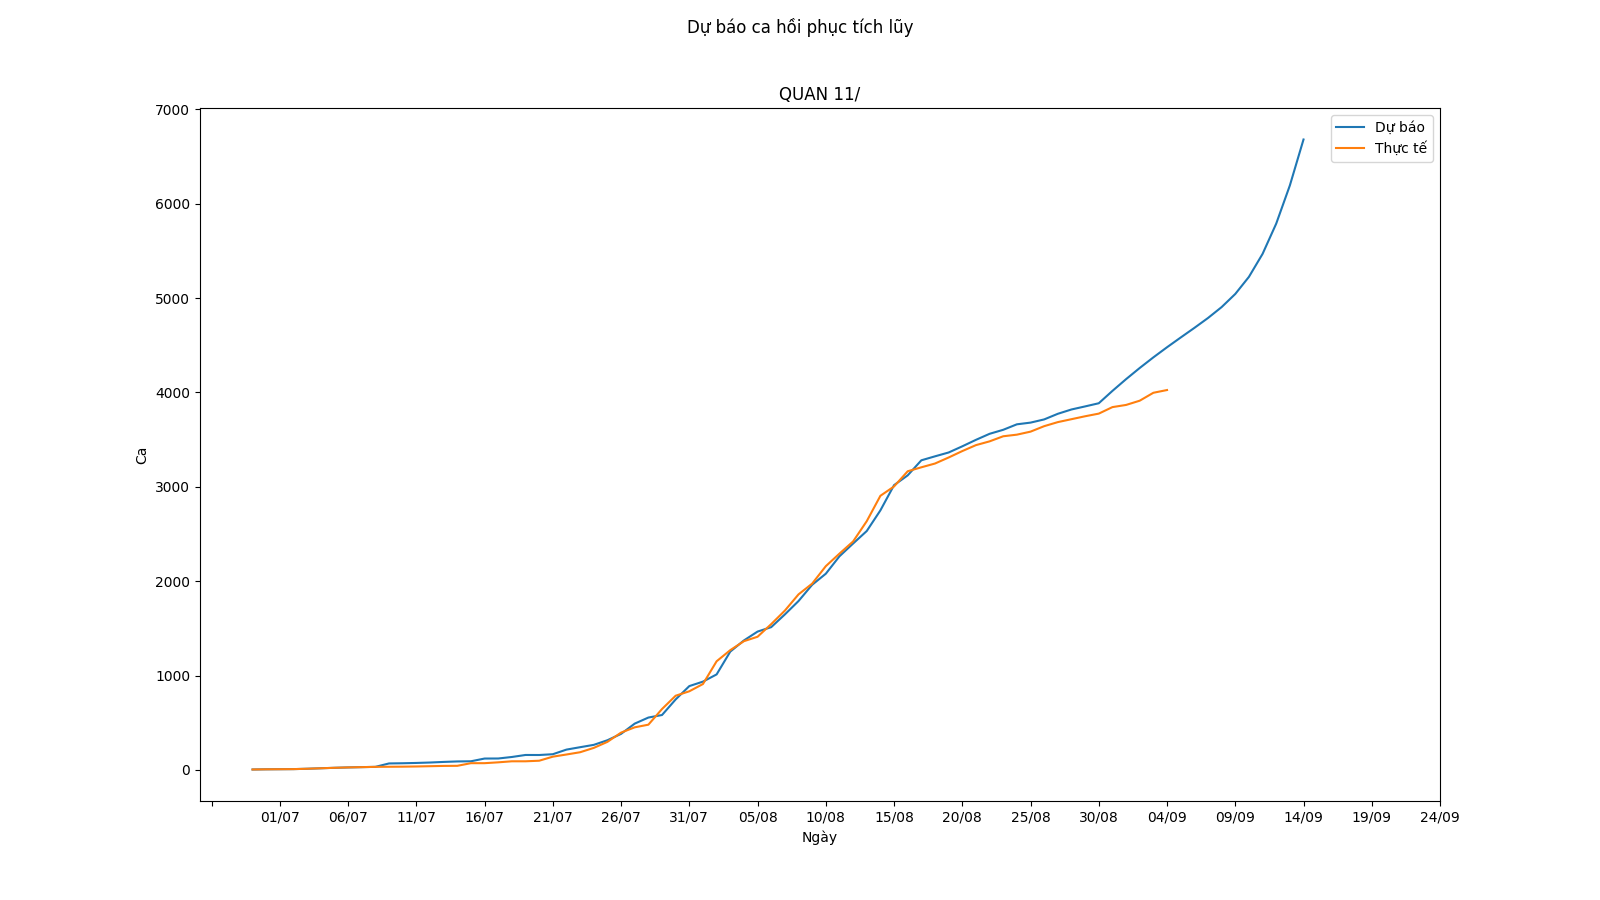 Dự báo ca hồi phục tích lũy
QUAN 11/
7000
6000
5000
4000
3000
2000
1000
0
Ca
Dự báo
Thực tế
01/07 06/07 11/07 16/07 21/07 26/07 31/07 05/08 10/08 15/08 20/08 25/08 30/08 04/09 09/09 14/09 19/09 24/09
Ngày